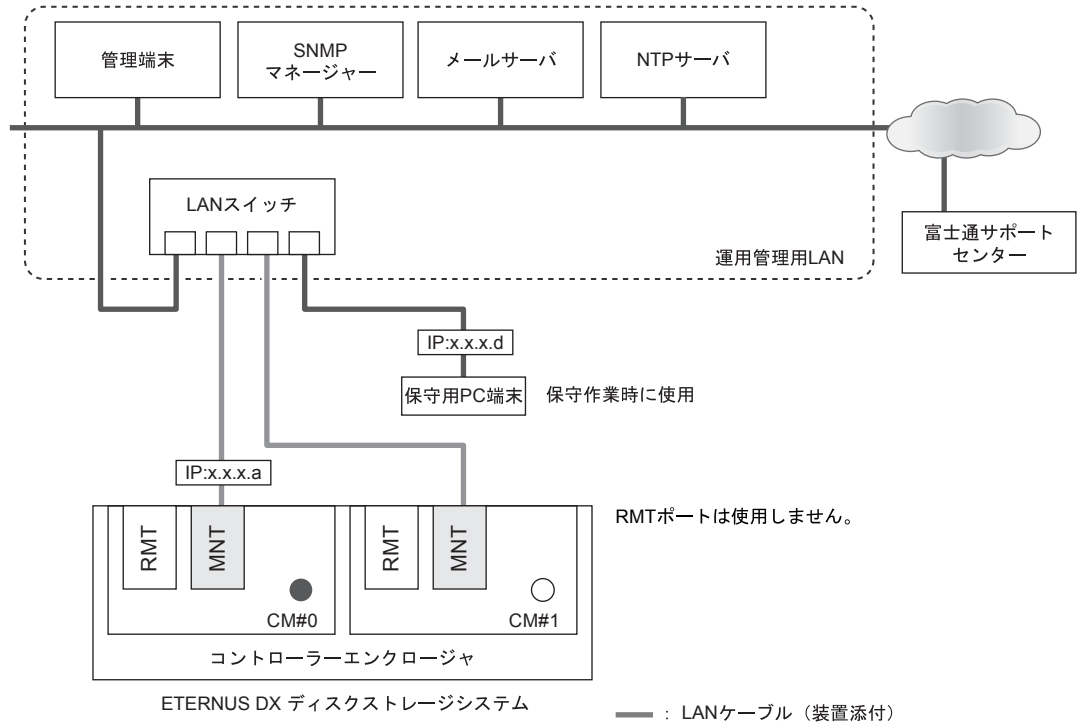 管理端末
SNMP
マネージャー
メールサーバ
NTPサーバ
LANスイッチ
運用管理用LAN
富士通サポート
センター
IP:x.x.x.d
保守用PC端末
保守作業時に使用
IP:x.x.x.a
RMT
MNT
RMT
MNT
RMTポートは使用しません。
CM#0
CM#1
コントローラーエンクロージャ
ETERNUS DX ディスクストレージシステム
： LANケーブル（装置添付）